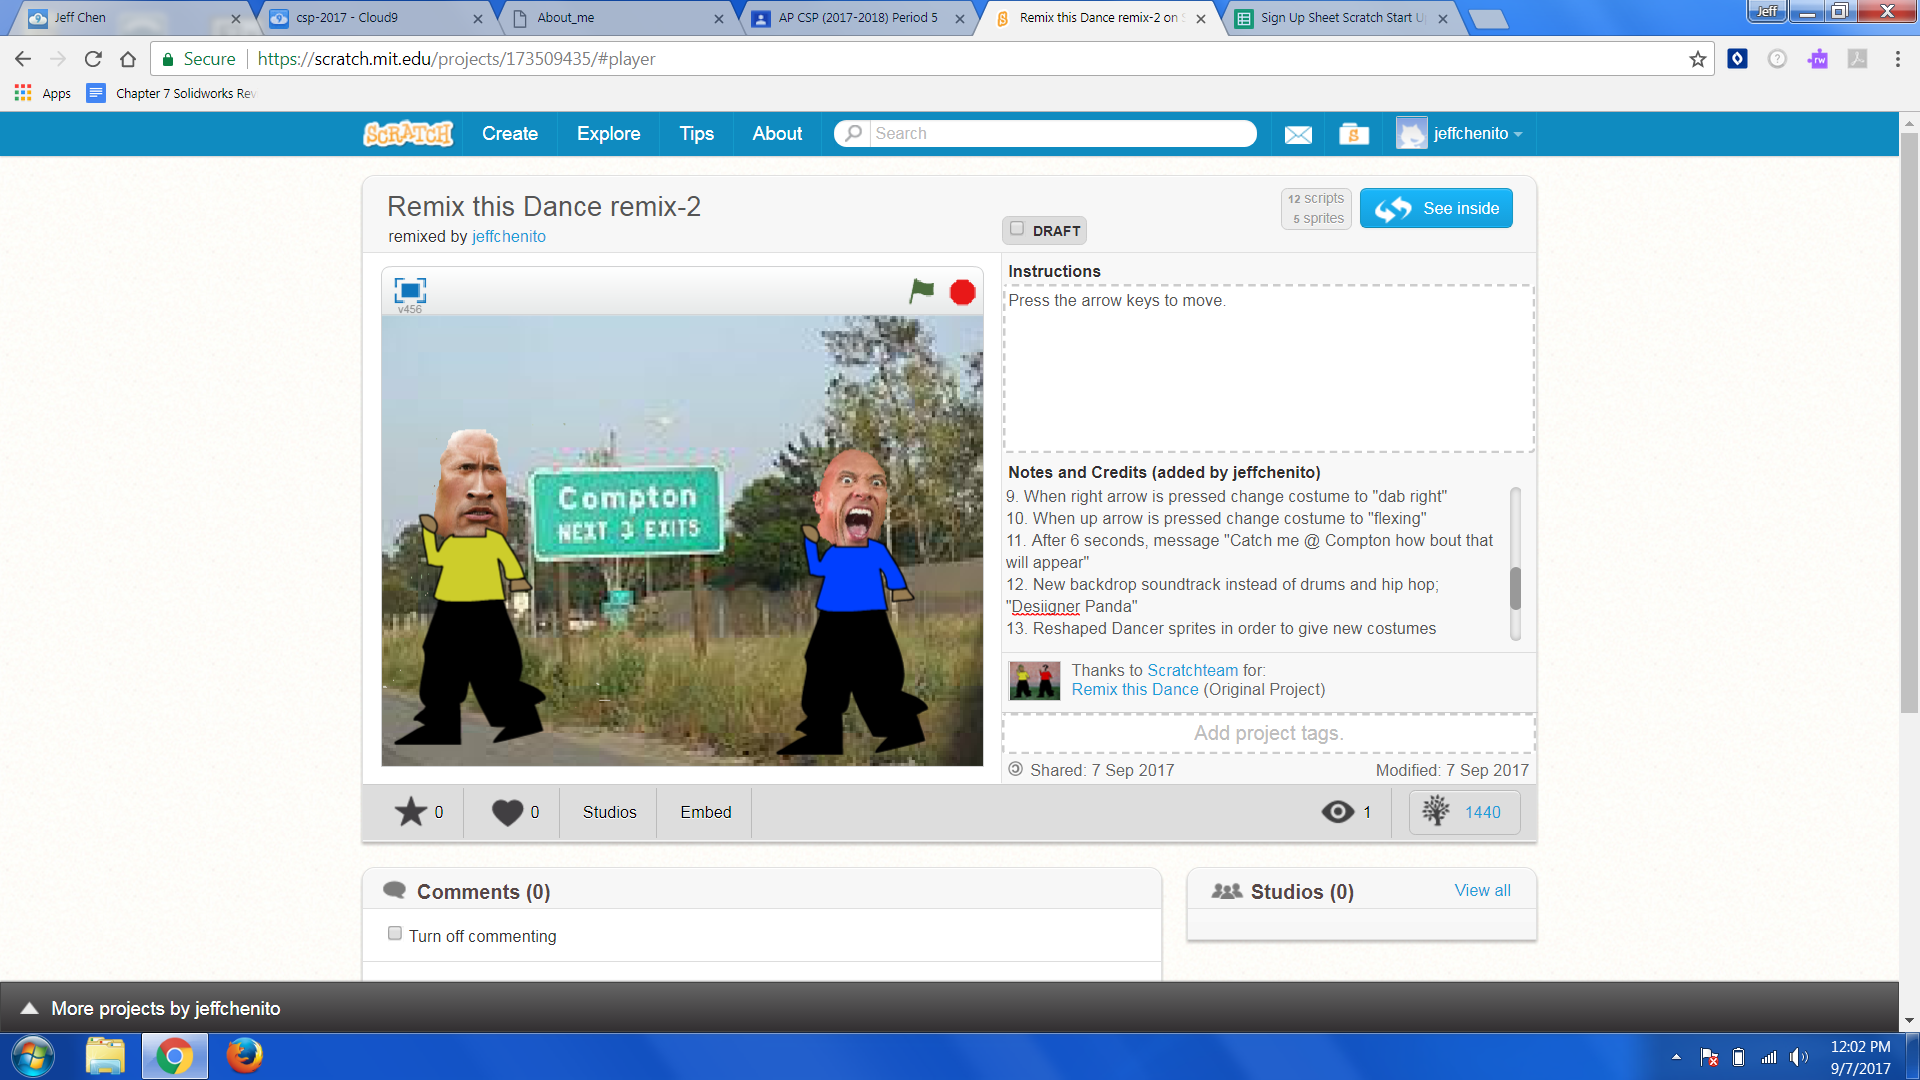 Jeff Chen
csp-2017 - Cloud9
About_me
AP CSP (2017-2018) Period 5
Remix this Dance remix-2 on S
Sign Up Sheet Scratch Start U
Jeff
Secure
https://scratch.mit.edu/projects/173509435/#player
Apps
Chapter 7 Solidworks Rev
SCRATCH
Create
Explore
Tips
About
Search
jeffchenito
Remix this Dance remix-2
remixed by jeffchenito
DRAFT
12 scripts
5 sprites
See inside
v456
Compton
NEXT 3 EXITS
Instructions
Press the arrow keys to move.
Notes and Credits (added by jeffchenito)
9. When right arrow is pressed change costume to "dab right"
10. When up arrow is pressed change costume to "flexing"
11. After 6 seconds, message "Catch me @ Compton how bout that
will appear"
12. New backdrop soundtrack instead of drums and hip hop;
"Desiigner Panda"
13. Reshaped Dancer sprites in order to give new costumes
Thanks to Scratchteam for:
Remix this Dance (Original Project)
Add project tags.
Shared: 7 Sep 2017
Modified: 7 Sep 2017
0
0
Studios
Embed
1
1440
Comments (0)
Turn off commenting
Studios (0)
View all
More projects by jeffchenito
12:02 PM
9/7/2017